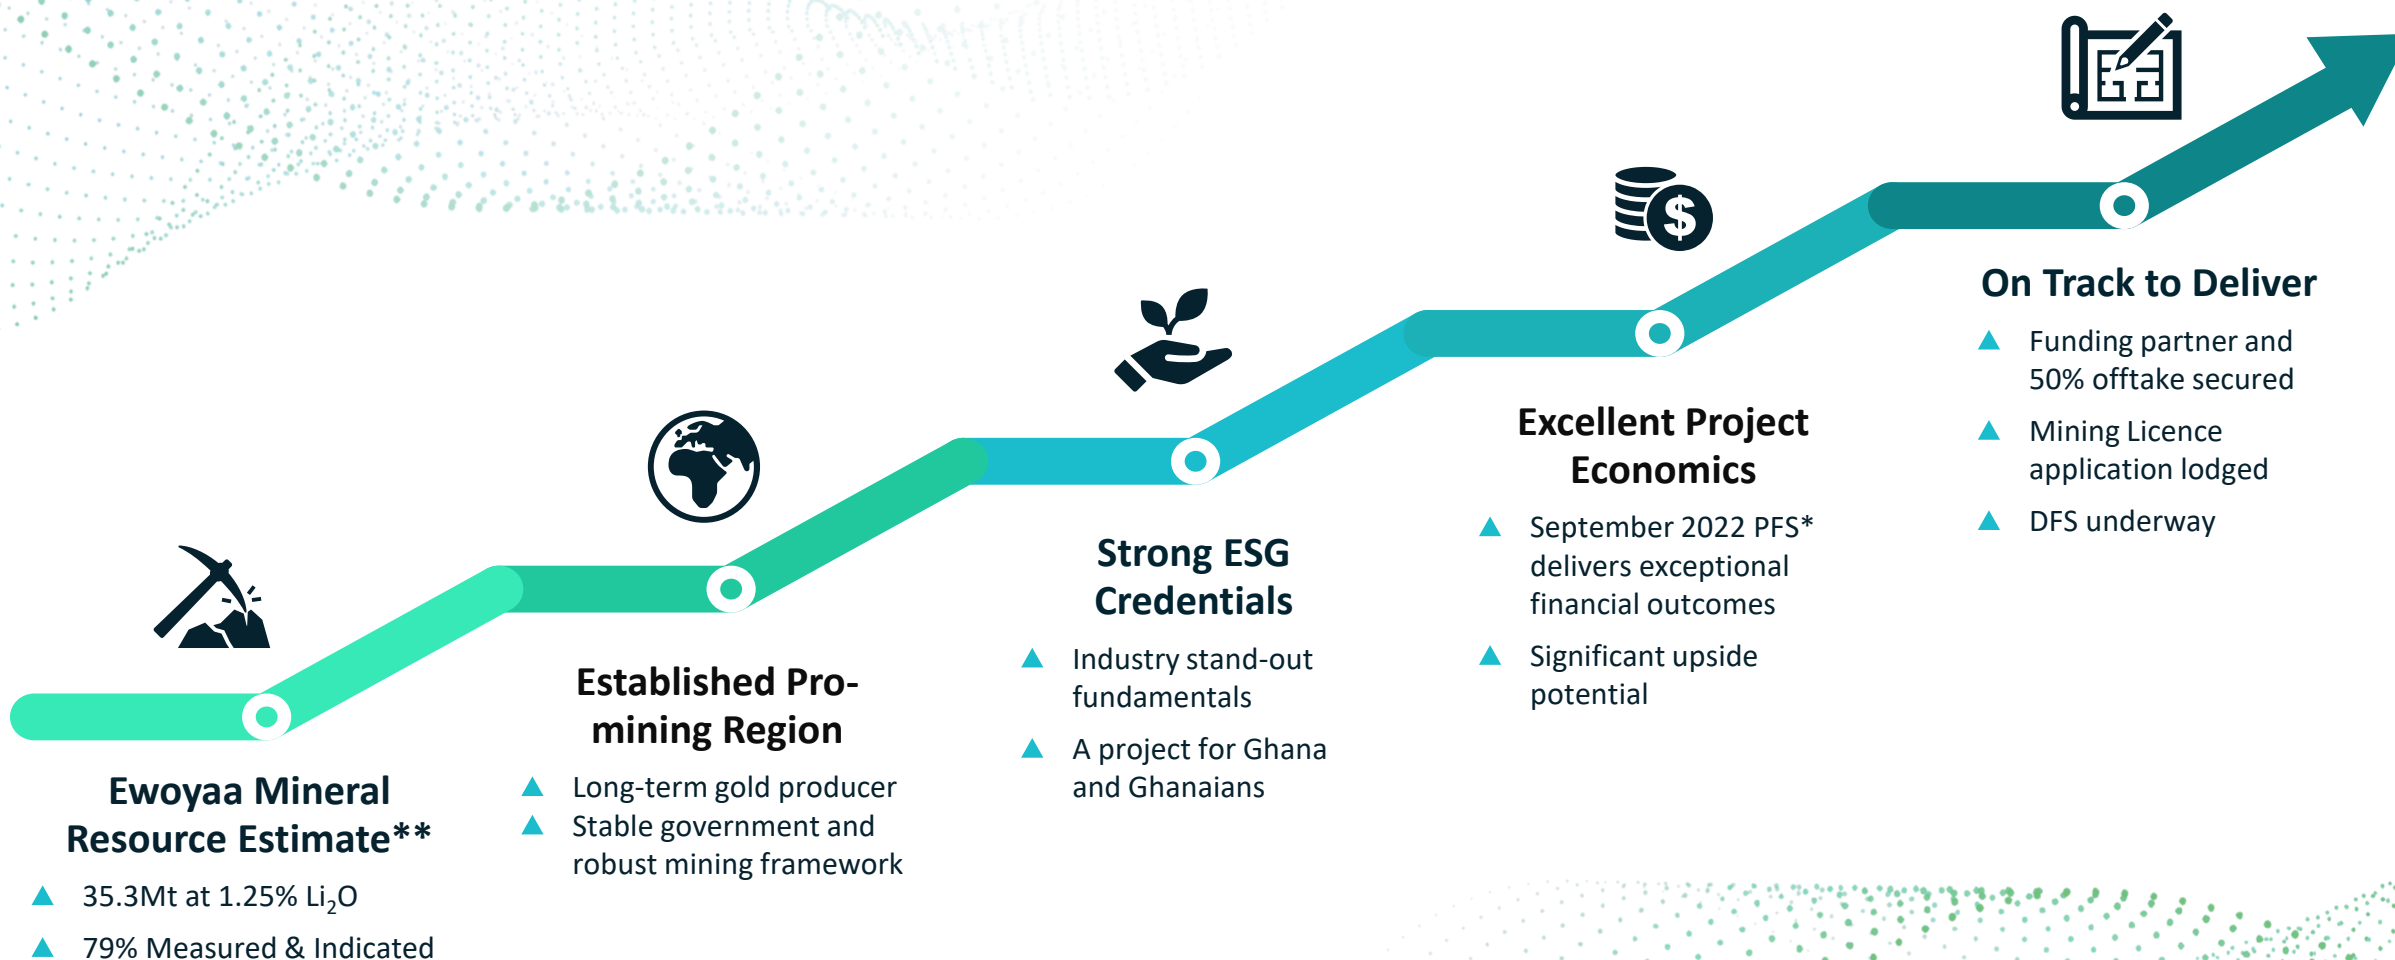 Ewoyaa Mineral
Resource Estimate**
35.3Mt at 1.25% Li₂O
79% Measured & Indicated
Established Pro-
mining Region
Long-term gold producer
Stable government and
robust mining framework
Strong ESG
Credentials
Industry stand-out
fundamentals
A project for Ghana
and Ghanaians
Excellent Project
Economics
September 2022 PFS*
delivers exceptional
financial outcomes
Significant upside
potential
On Track to Deliver
Funding partner and
50% offtake secured
Mining Licence
application lodged
DFS underway
$